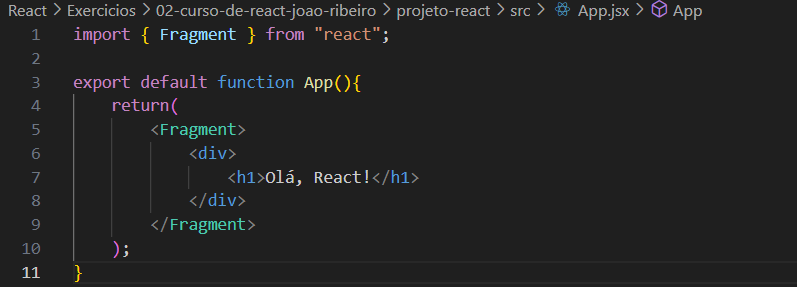 React > Exercicios > 02-curso-de-react-joao-ribeiro > projeto-react > src > App.jsx > App
1 import { Fragment } from "react";
2
3 export default function App(){
4     return(
5         <Fragment>
6             <div>
7                 <h1>Olá, React!</h1>
8             </div>
9         </Fragment>
10     );
11 }